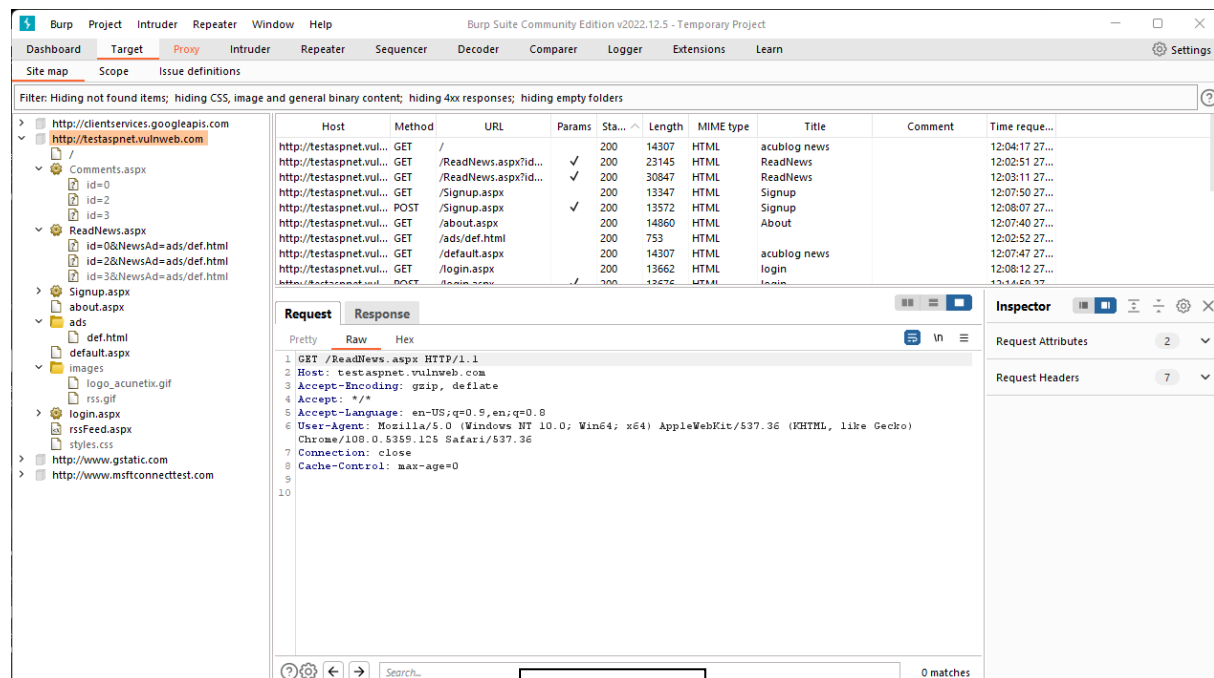 Burp Project Intruder Repeater Window Help Burp Suite Community Edition v2022.12.5 - Temporary Project
Dashboard Target Proxy Intruder Repeater Sequencer Decoder Comparer Logger Extensions Learn Settings
Site map Scope Issue definitions
Filter: Hiding not found items; hiding CSS, image and general binary content; hiding 4xx responses; hiding empty folders
http://clientservices.googleapis.com
http://testaspnet.vulnweb.com
/
Comments.aspx
id=0
id=2
id=3
ReadNews.aspx
id=0&NewsAd=ads/def.html
id=2&NewsAd=ads/def.html
id=3&NewsAd=ads/def.html
Signup.aspx
about.aspx
ads
def.html
default.aspx
images
logo_acunetix.gif
rss.gif
login.aspx
rssFeed.aspx
styles.css
http://www.gstatic.com
http://www.msftconnecttest.com
Host Method URL Params Sta... Length MIME type Title Comment Time reque...
http://testaspnet.vul... GET / 200 14307 HTML acublog news 12:04:17 27...
http://testaspnet.vul... GET /ReadNews.aspx?id... ✓ 200 23145 HTML ReadNews 12:02:51 27...
http://testaspnet.vul... GET /ReadNews.aspx?id... ✓ 200 30847 HTML ReadNews 12:03:11 27...
http://testaspnet.vul... GET /Signup.aspx 200 13347 HTML Signup 12:07:50 27...
http://testaspnet.vul... POST /Signup.aspx ✓ 200 13572 HTML Signup 12:08:07 27...
http://testaspnet.vul... GET /about.aspx 200 14860 HTML About 12:07:40 27...
http://testaspnet.vul... GET /ads/def.html 200 753 HTML 12:02:52 27...
http://testaspnet.vul... GET /default.aspx 200 14307 HTML acublog news 12:07:47 27...
http://testaspnet.vul... GET /login.aspx 200 13662 HTML login 12:08:12 27...
http://testaspnet.vul... POST /login.aspx ✓ 200 13676 HTML login 12:14:59 27...
Request Response
Pretty Raw Hex \n
1 GET /ReadNews.aspx HTTP/1.1
2 Host: testaspnet.vulnweb.com
3 Accept-Encoding: gzip, deflate
4 Accept: */*
5 Accept-Language: en-US;q=0.9,en;q=0.8
6 User-Agent: Mozilla/5.0 (Windows NT 10.0; Win64; x64) AppleWebKit/537.36 (KHTML, like Gecko)
Chrome/108.0.5359.125 Safari/537.36
7 Connection: close
8 Cache-Control: max-age=0
9
10
Search... 0 matches
Inspector
Request Attributes 2
Request Headers 7